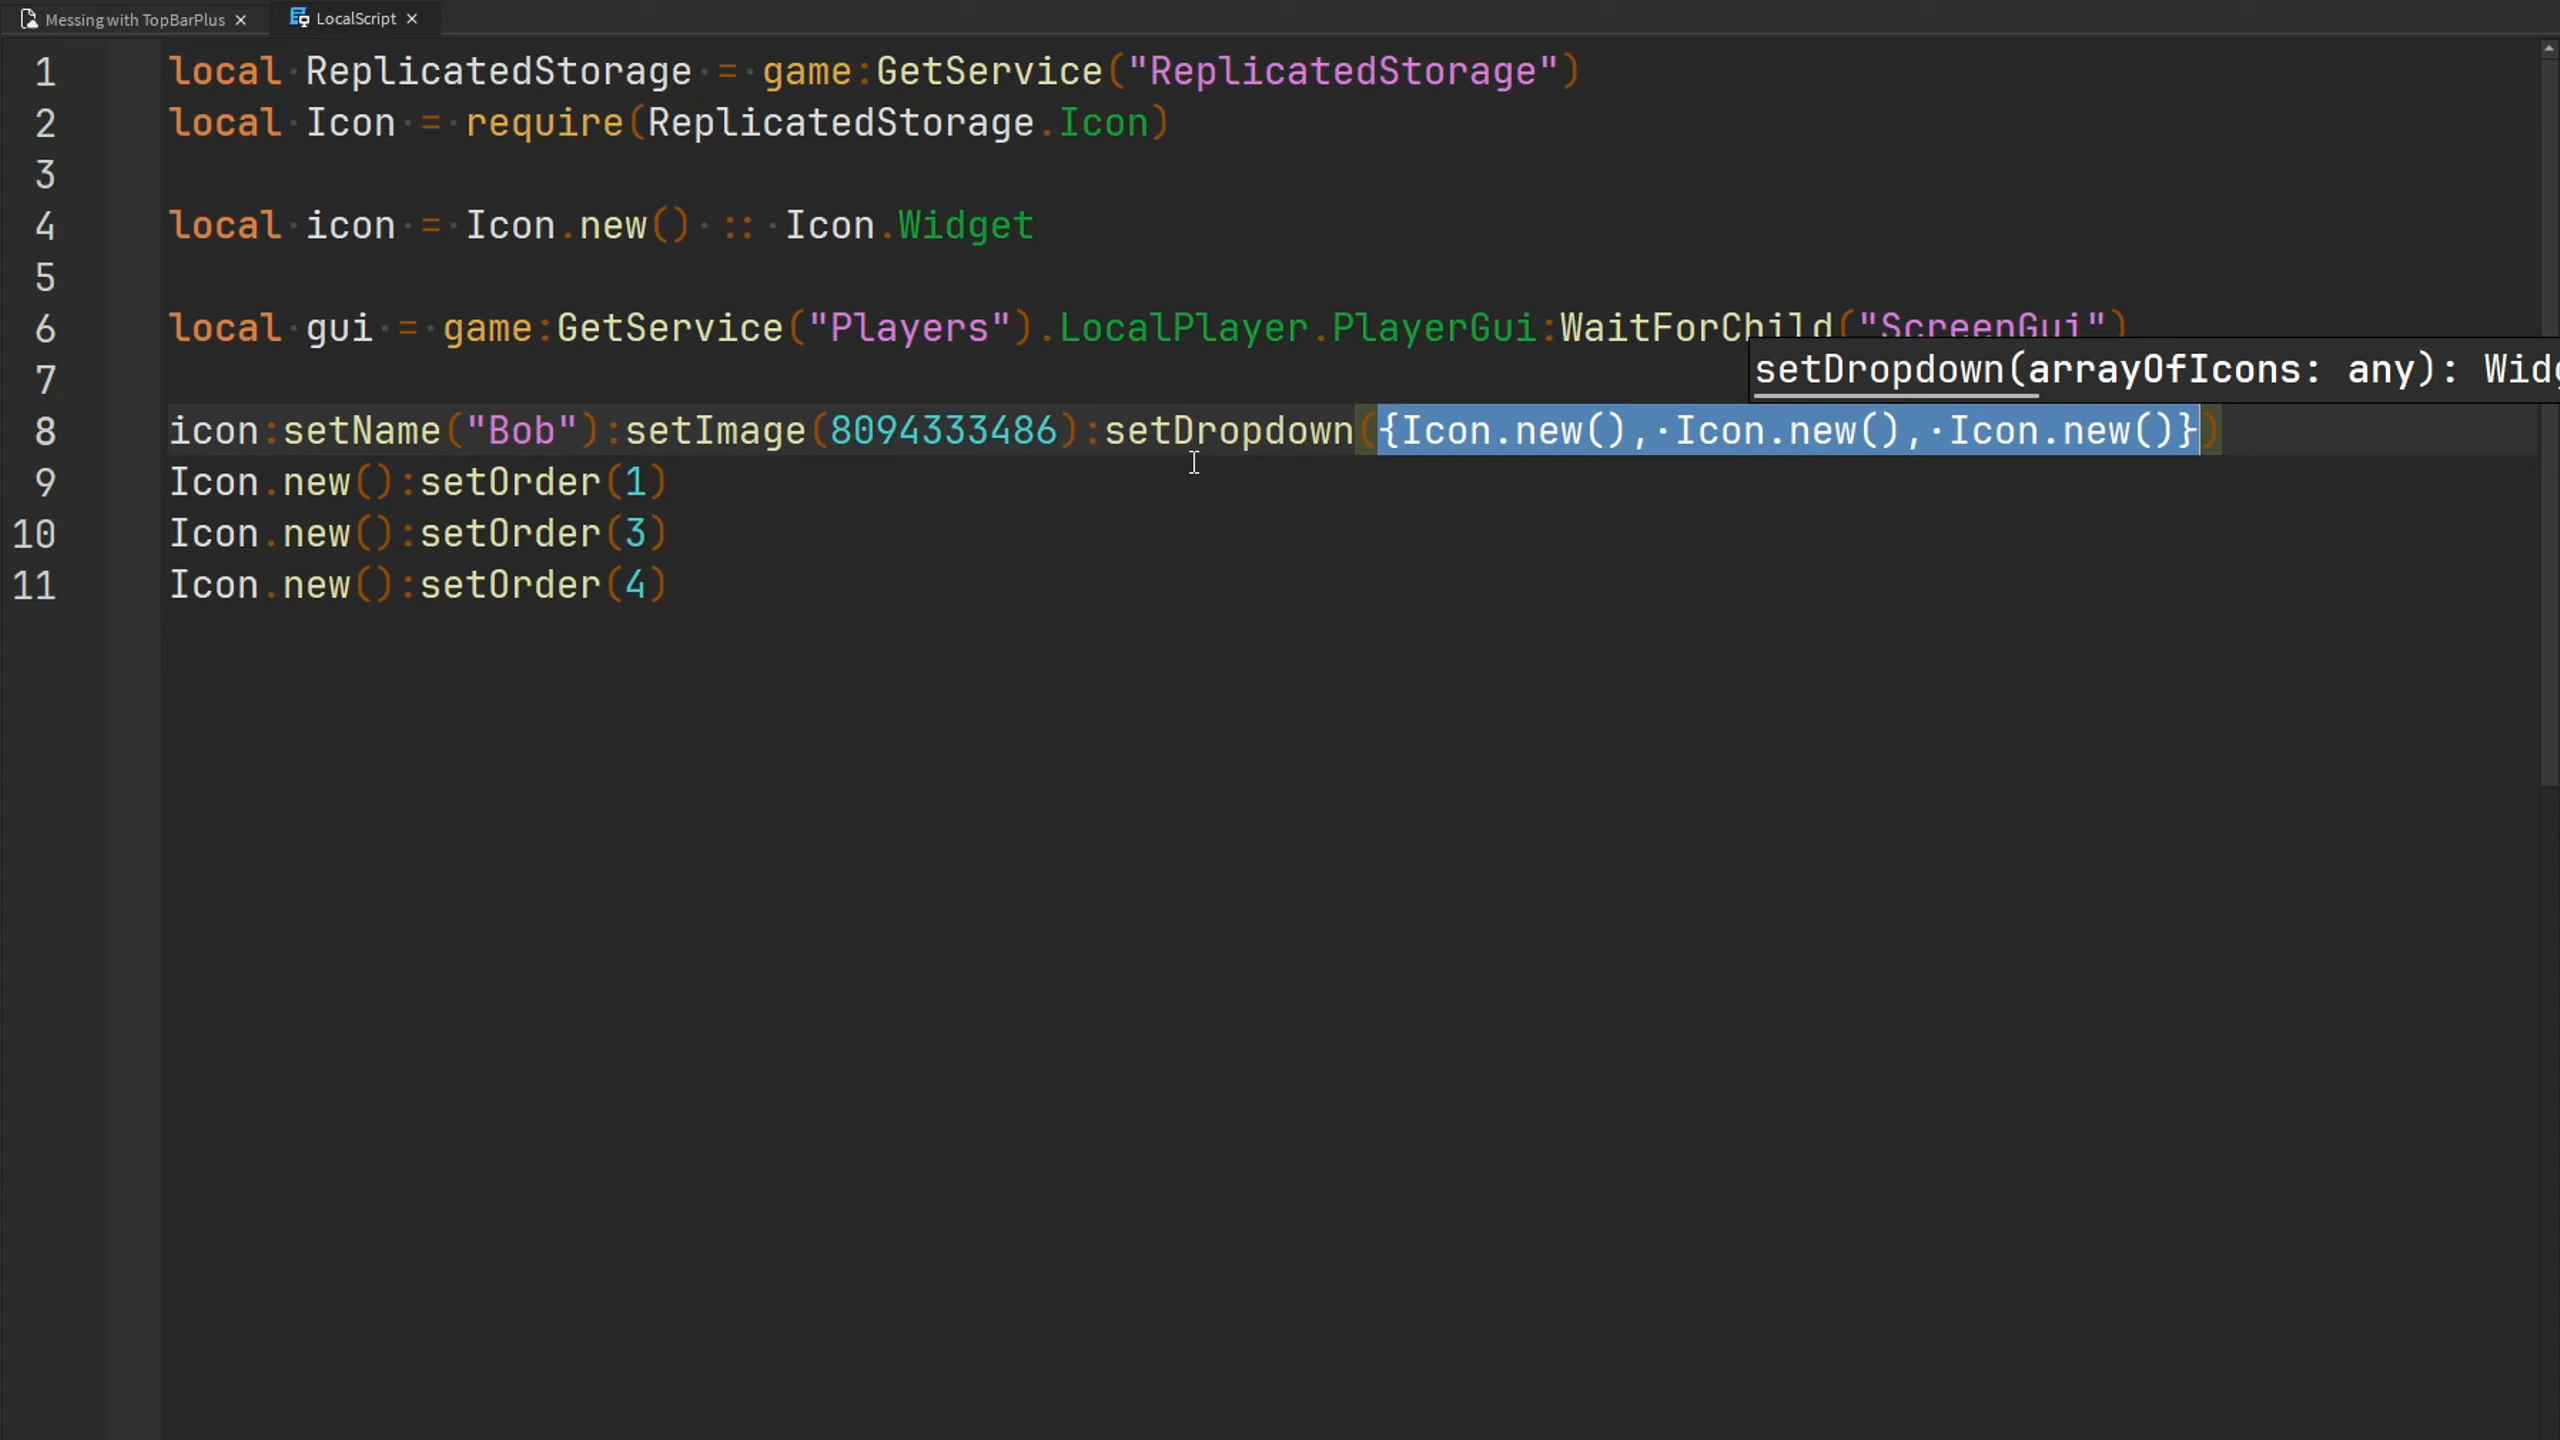 Messing with TopBarPlus × LocalScript ×
1 local ReplicatedStorage = game:GetService("ReplicatedStorage")
2 local Icon = require(ReplicatedStorage.Icon)
3
4 local icon = Icon.new() :: Icon.Widget
5
6 local gui = game:GetService("Players").LocalPlayer.PlayerGui:WaitForChild("ScreenGui")
7 setDropdown(arrayOfIcons: any): Widg
8 icon:setName("Bob"):setImage(8094333486):setDropdown({Icon.new(), Icon.new(), Icon.new()})
9 Icon.new():setOrder(1)
10 Icon.new():setOrder(3)
11 Icon.new():setOrder(4)